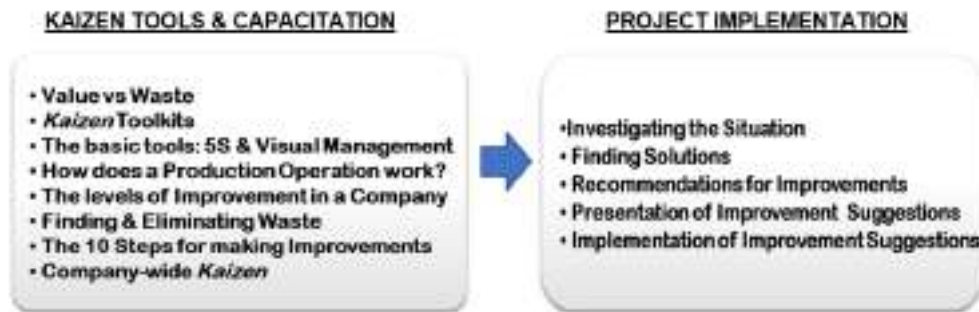 KAIZEN TOOLS & CAPACITATION
• Value vs Waste
• Kaizen Toolkits
• The basic tools: 5S & Visual Management
• How does a Production Operation work?
• The levels of Improvement in a Company
• Finding & Eliminating Waste
• The 10 Steps for making Improvements
• Company-wide Kaizen
PROJECT IMPLEMENTATION
•Investigating the Situation
• Finding Solutions
• Recommendations for Improvements
• Presentation of Improvement Suggestions
• Implementation of Improvement Suggestions